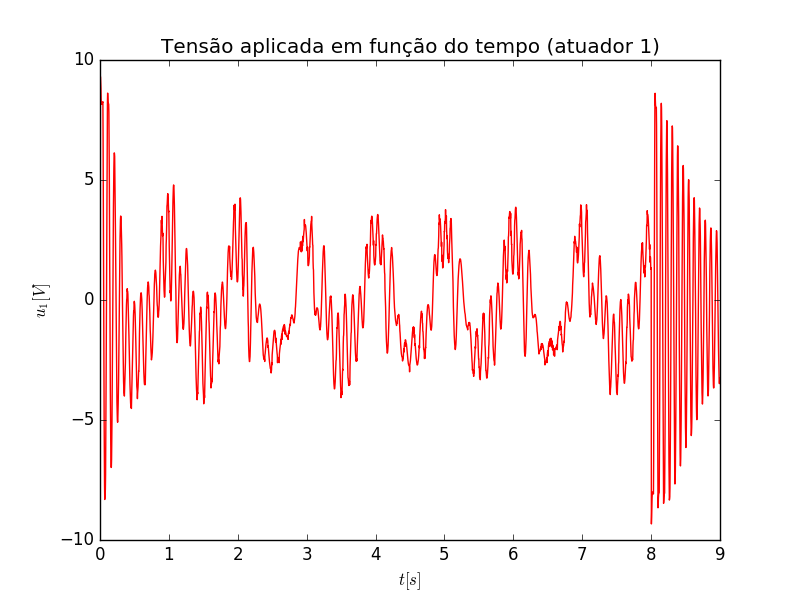 Tensão aplicada em função do tempo (atuador 1)
10
5
0
−5
−10
u₁[V]
0 1 2 3 4 5 6 7 8 9
t[s]